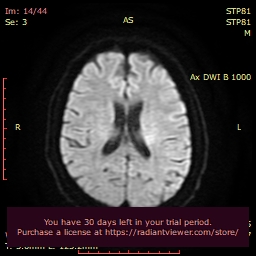 Im: 14/44
Se: 3
AS
STP81
STP81
M
Ax DWI B 1000
R
L
You have 30 days left in your trial period.
Purchase a license at https://radiantviewer.com/store/